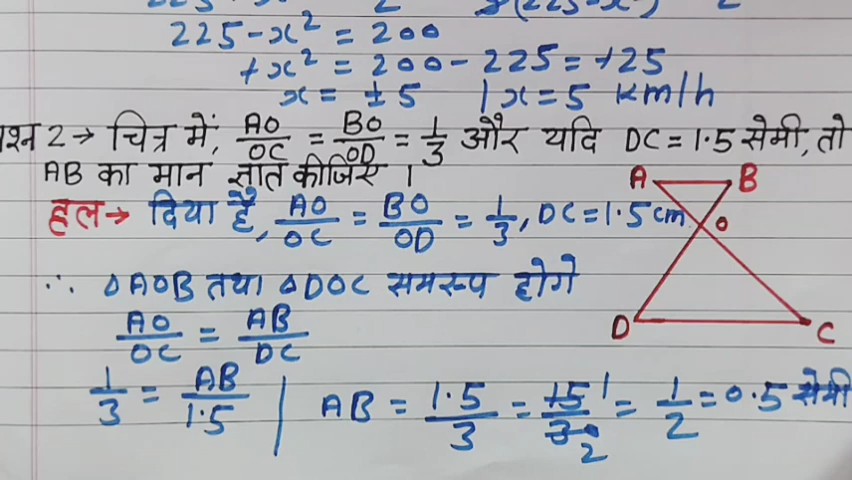 225-x² = 200
+x² = 200-225 = +25
x = ±5 | x = 5 km/h
प्रश्न 2→ चित्र में, AO/OC = BO/OD = 1/3 और यदि DC = 1.5 सेमी, तो
AB का मान ज्ञात कीजिए ।
A B
हल→ दिया है, AO/OC = BO/OD = 1/3, DC = 1.5 cm
O
∴ ΔAOB तथा ΔDOC समरूप होगे
AO/OC = AB/DC
D C
1/3 = AB/1.5 | AB = 1.5/3 = 15/30 = 1/2 = 0.5 सेमी